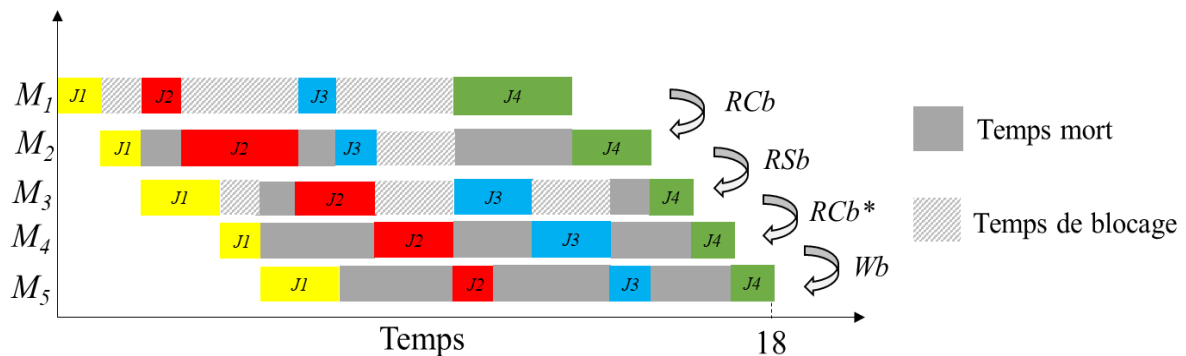 M1 J1 J2 J3 J4 RCb
M2 J1 J2 J3 J4 RSb
M3 J1 J2 J3 J4 RCb*
M4 J1 J2 J3 J4 Wb
M5 J1 J2 J3 J4
Temps 18
Temps mort
Temps de blocage